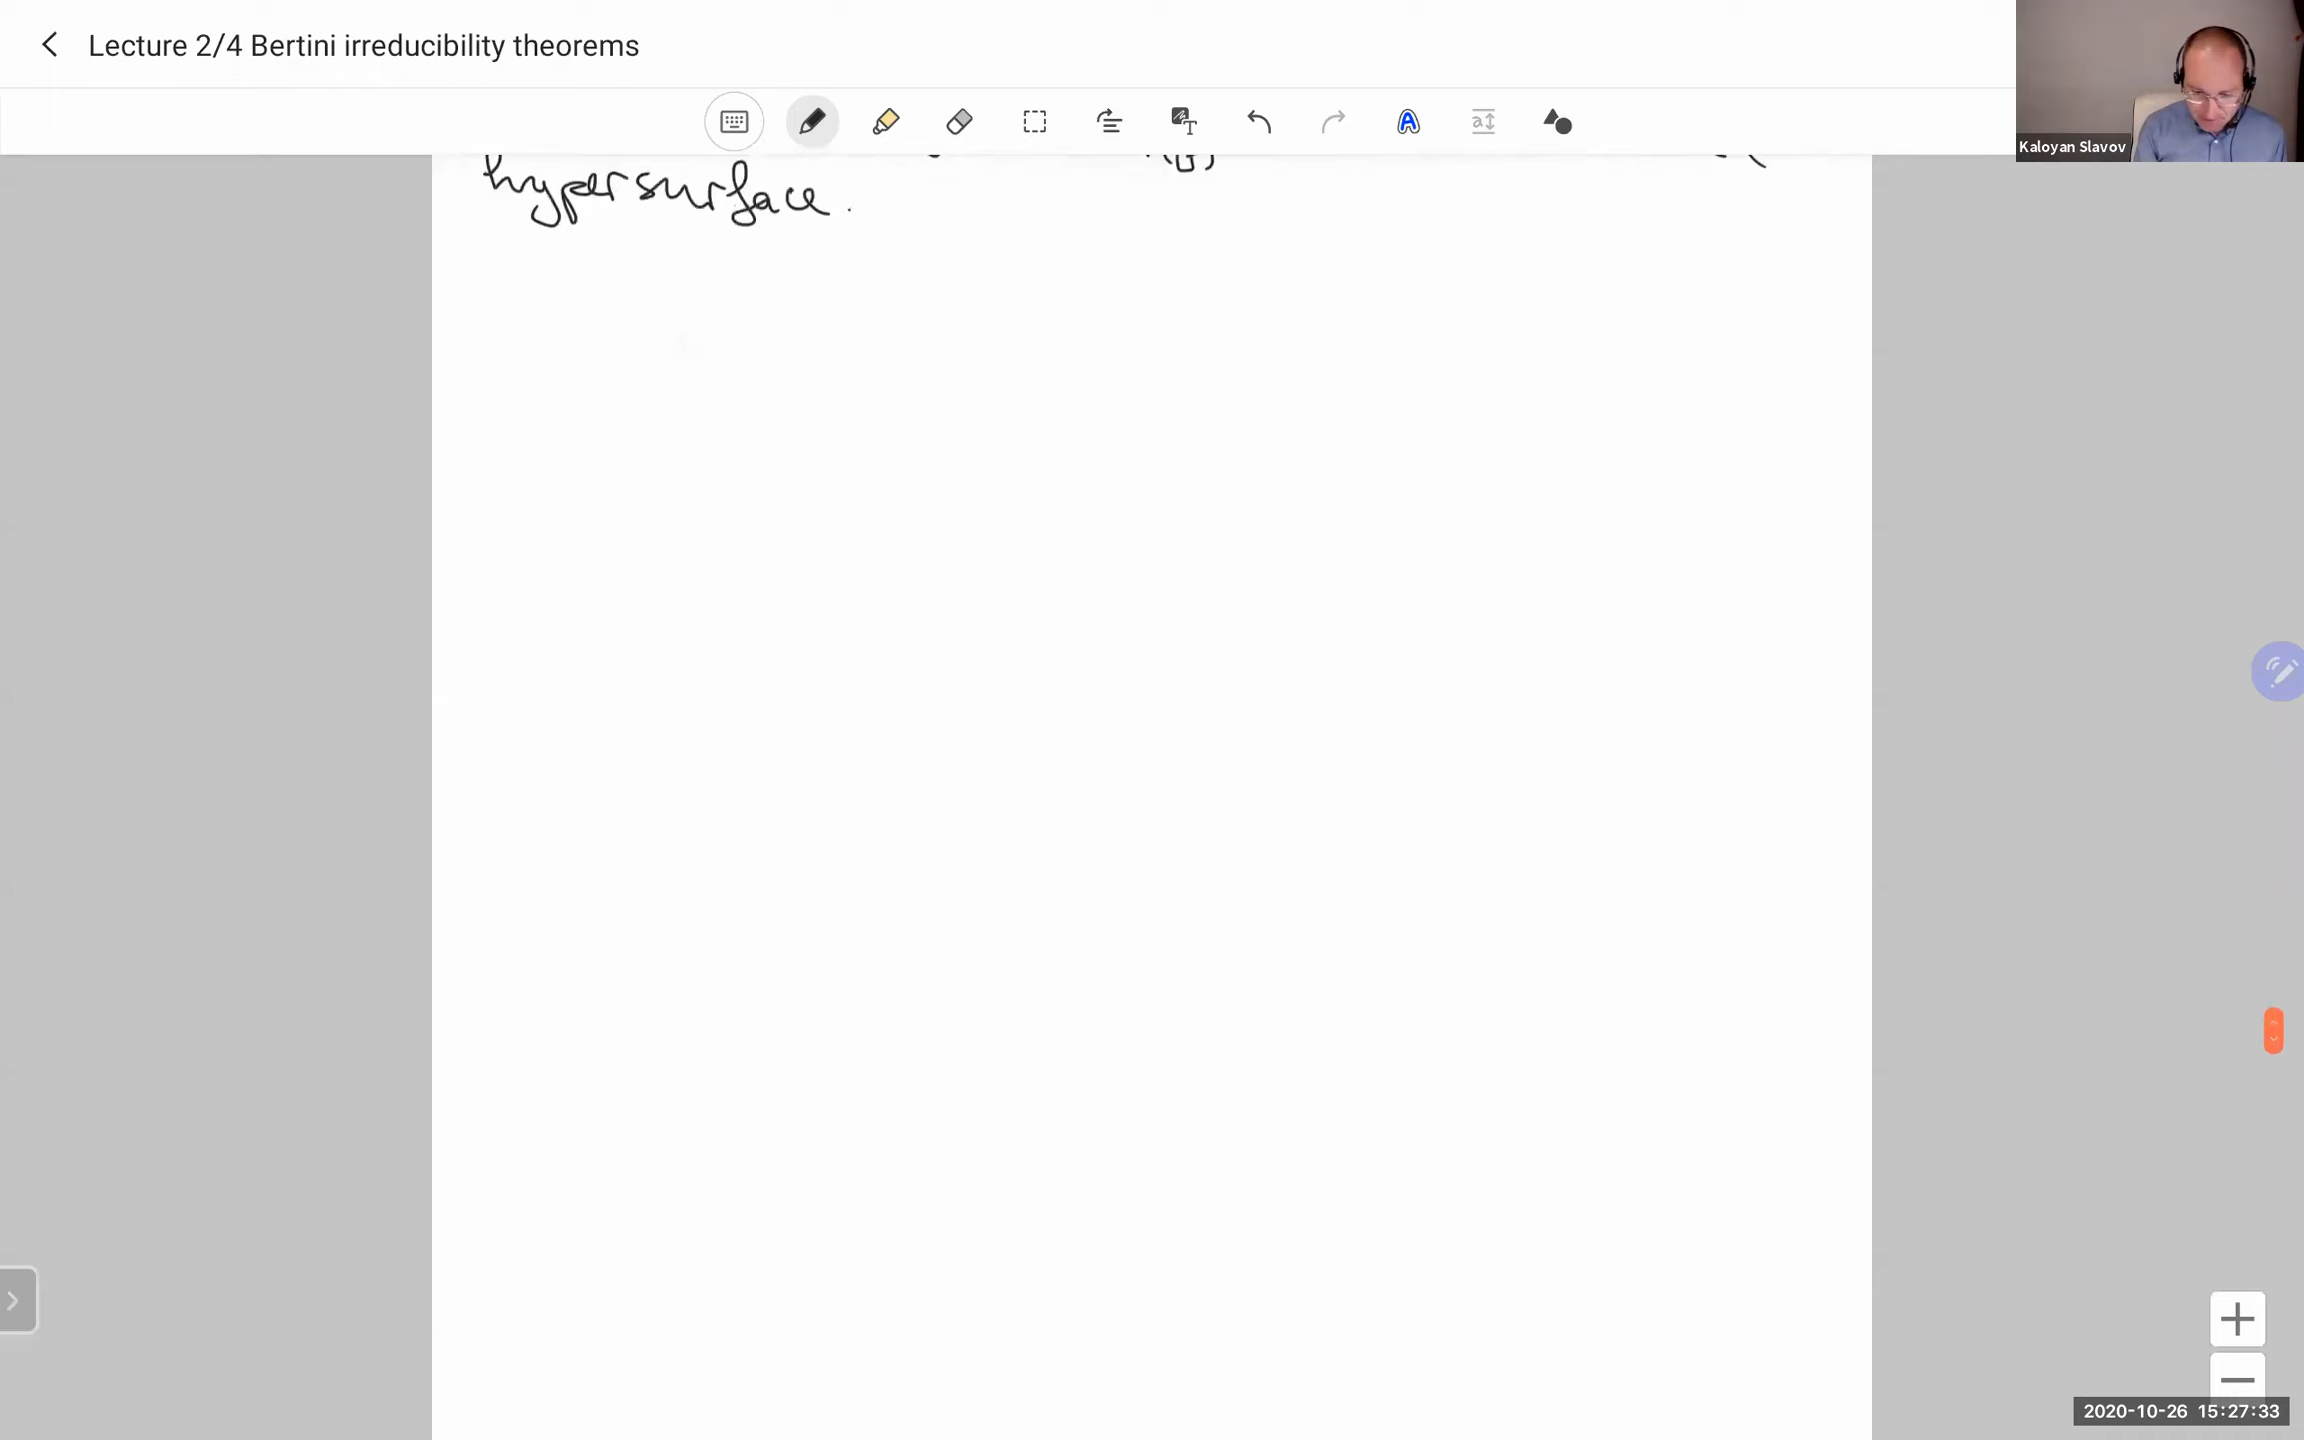 Lecture 2/4 Bertini irreducibility theorems
Kaloyan Slavov
hypersurface.
2020-10-26 15:27:33